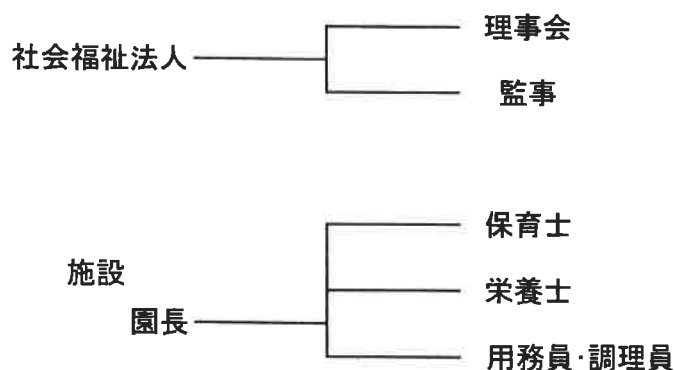 社会福祉法人
理事会
監事
施設
園長
保育士
栄養士
用務員·調理員